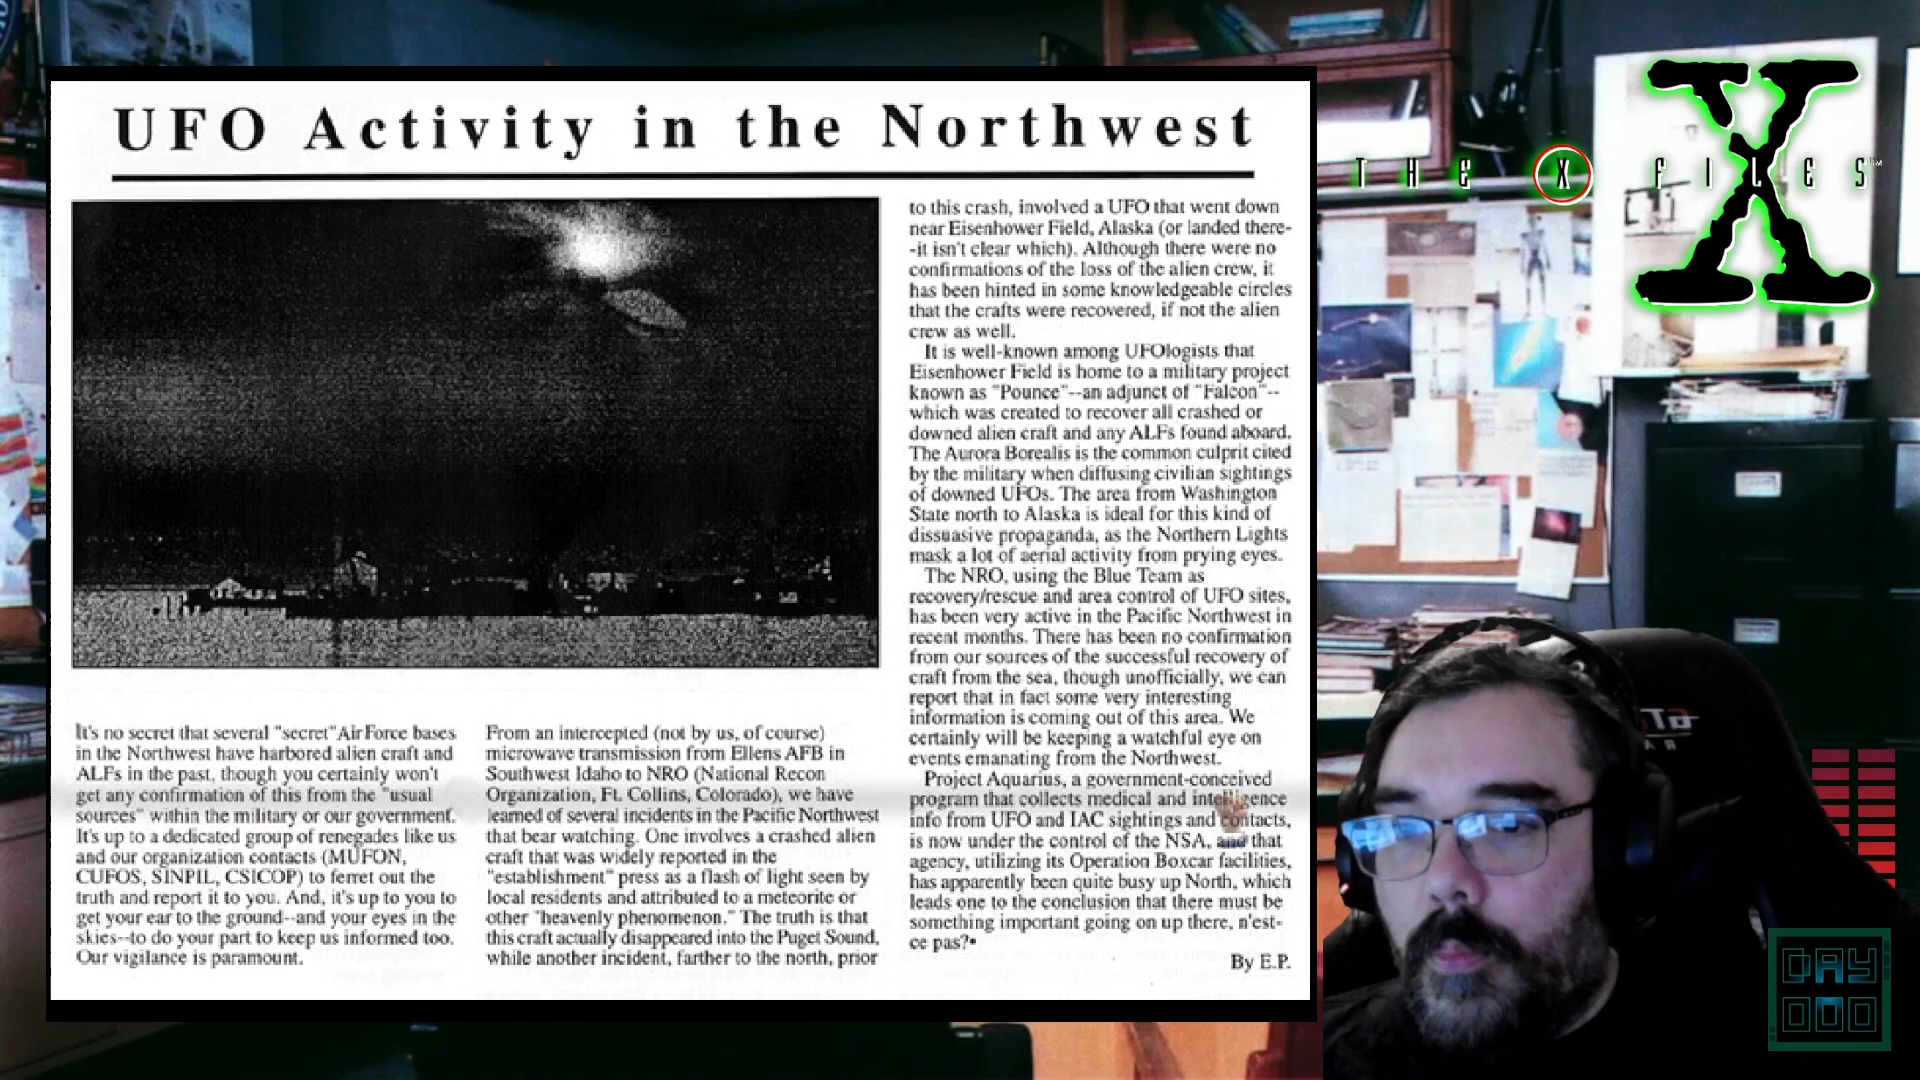 UFO Activity in the Northwest
It's no secret that several "secret"AirForce bases
in the Northwest have harbored alien craft and
ALFs in the past, though you certainly won't
get any confirmation of this from the "usual
sources" within the military or our government.
It's up to a dedicated group of renegades like us
and our organization contacts (MUFON,
CUFOS, SINPIL, CSICOP) to ferret out the
truth and report it to you. And, it's up to you to
get your ear to the ground--and your eyes in the
skies--to do your part to keep us informed too.
Our vigilance is paramount.
From an intercepted (not by us, of course)
microwave transmission from Ellens AFB in
Southwest Idaho to NRO (National Recon
Organization, Ft. Collins, Colorado), we have
learned of several incidents in the Pacific Northwest
that bear watching. One involves a crashed alien
craft that was widely reported in the
"establishment" press as a flash of light seen by
local residents and attributed to a meteorite or
other "heavenly phenomenon." The truth is that
this craft actually disappeared into the Puget Sound,
while another incident, farther to the north, prior
to this crash, involved a UFO that went down
near Eisenhower Field, Alaska (or landed there-
-it isn't clear which). Although there were no
confirmations of the loss of the alien crew, it
has been hinted in some knowledgeable circles
that the crafts were recovered, if not the alien
crew as well.
It is well-known among UFOlogists that
Eisenhower Field is home to a military project
known as "Pounce"--an adjunct of "Falcon"--
which was created to recover all crashed or
downed alien craft and any ALFs found aboard.
The Aurora Borealis is the common culprit cited
by the military when diffusing civilian sightings
of downed UFOs. The area from Washington
State north to Alaska is ideal for this kind of
dissuasive propaganda, as the Northern Lights
mask a lot of aerial activity from prying eyes.
The NRO, using the Blue Team as
recovery/rescue and area control of UFO sites,
has been very active in the Pacific Northwest in
recent months. There has been no confirmation
from our sources of the successful recovery of
craft from the sea, though unofficially, we can
report that in fact some very interesting
information is coming out of this area. We
certainly will be keeping a watchful eye on
events emanating from the Northwest.
Project Aquarius, a government-conceived
program that collects medical and intelligence
info from UFO and IAC sightings and contacts,
is now under the control of the NSA, and that
agency, utilizing its Operation Boxcar facilities,
has apparently been quite busy up North, which
leads one to the conclusion that there must be
something important going on up there, n'est-
ce pas?•
By E.P.
THE X FILES™
X
DAY
000